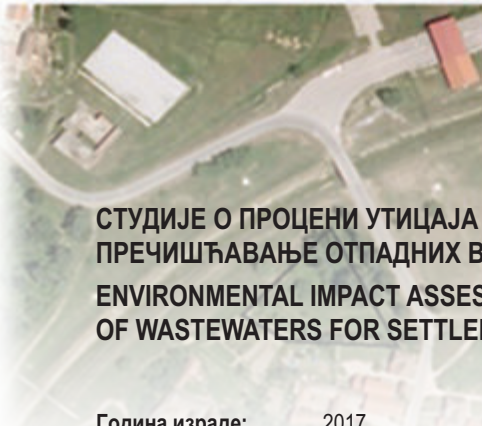 СТУДИЈЕ О ПРОЦЕНИ УТИЦАЈА
ПРЕЧИШЋАВАЊЕ ОТПАДНИХ
ENVIRONMENTAL IMPACT
OF WASTEWATERS FOR
Година израде: 2017